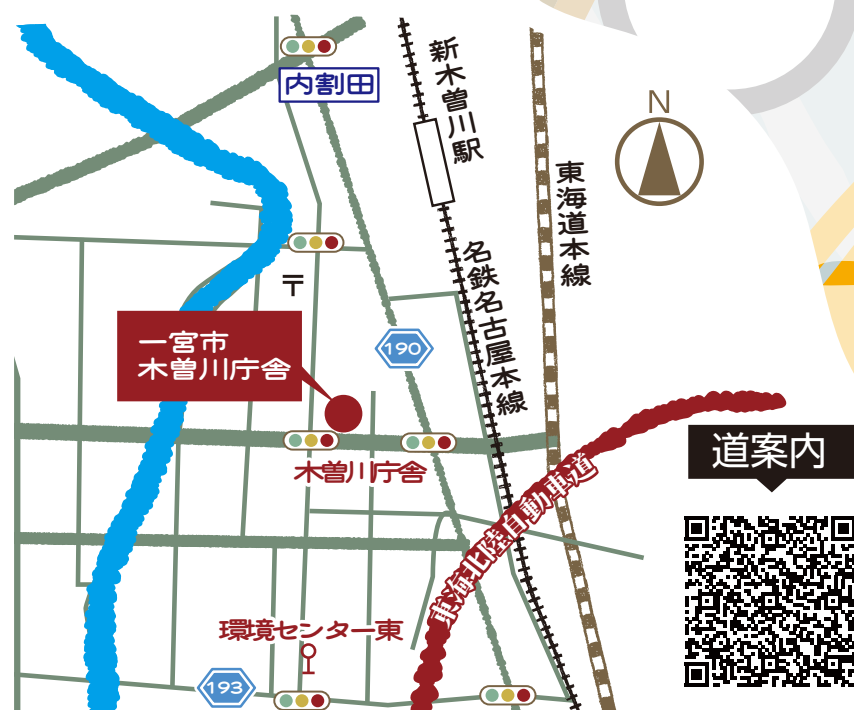 内割田
新木曽川駅
N
東海道本線
〒
名鉄名古屋本線
一宮市
木曽川庁舎
190
道案内
木曽川庁舎
東海北陸自動車道
環境センター東
193